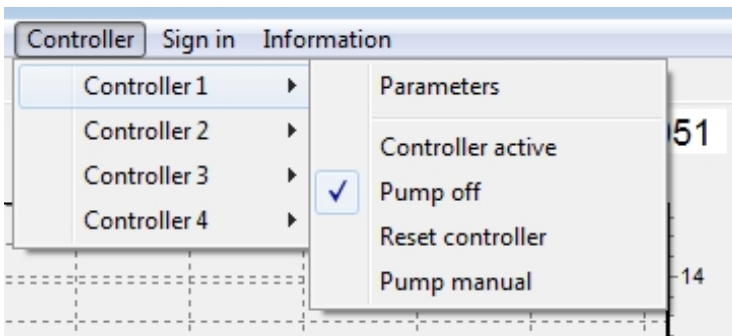 Controller Sign in Information
Controller 1
Controller 2
Controller 3
Controller 4
Parameters
Controller active
Pump off
Reset controller
Pump manual
051
14